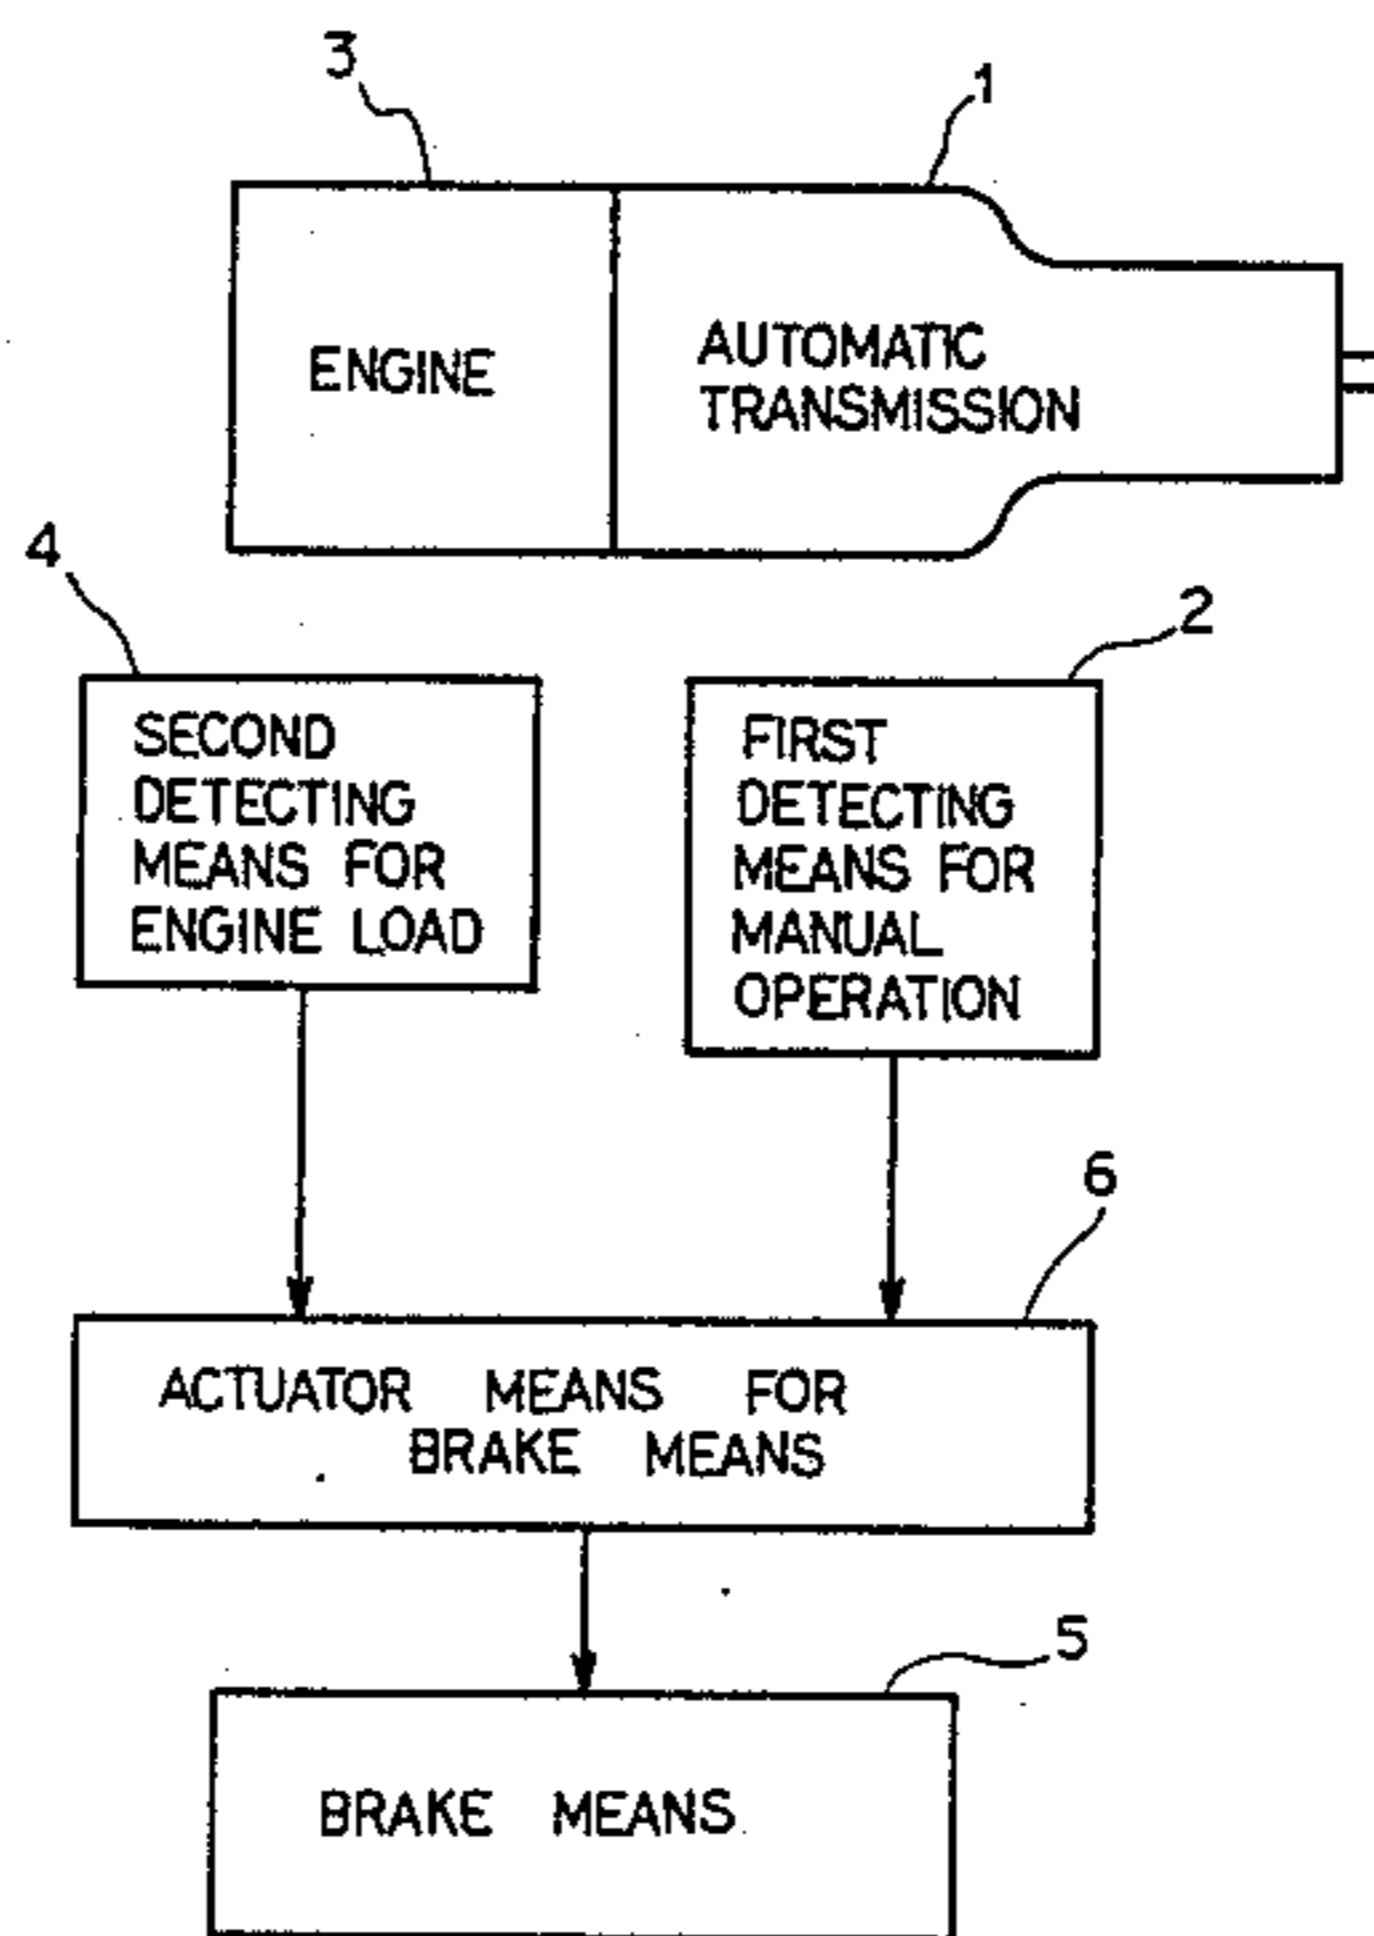 3
1
ENGINE
AUTOMATIC
TRANSMISSION
4
2
SECOND
DETECTING
MEANS FOR
ENGINE LOAD
FIRST
DETECTING
MEANS FOR
MANUAL
OPERATION
6
ACTUATOR MEANS FOR
BRAKE MEANS
5
BRAKE MEANS